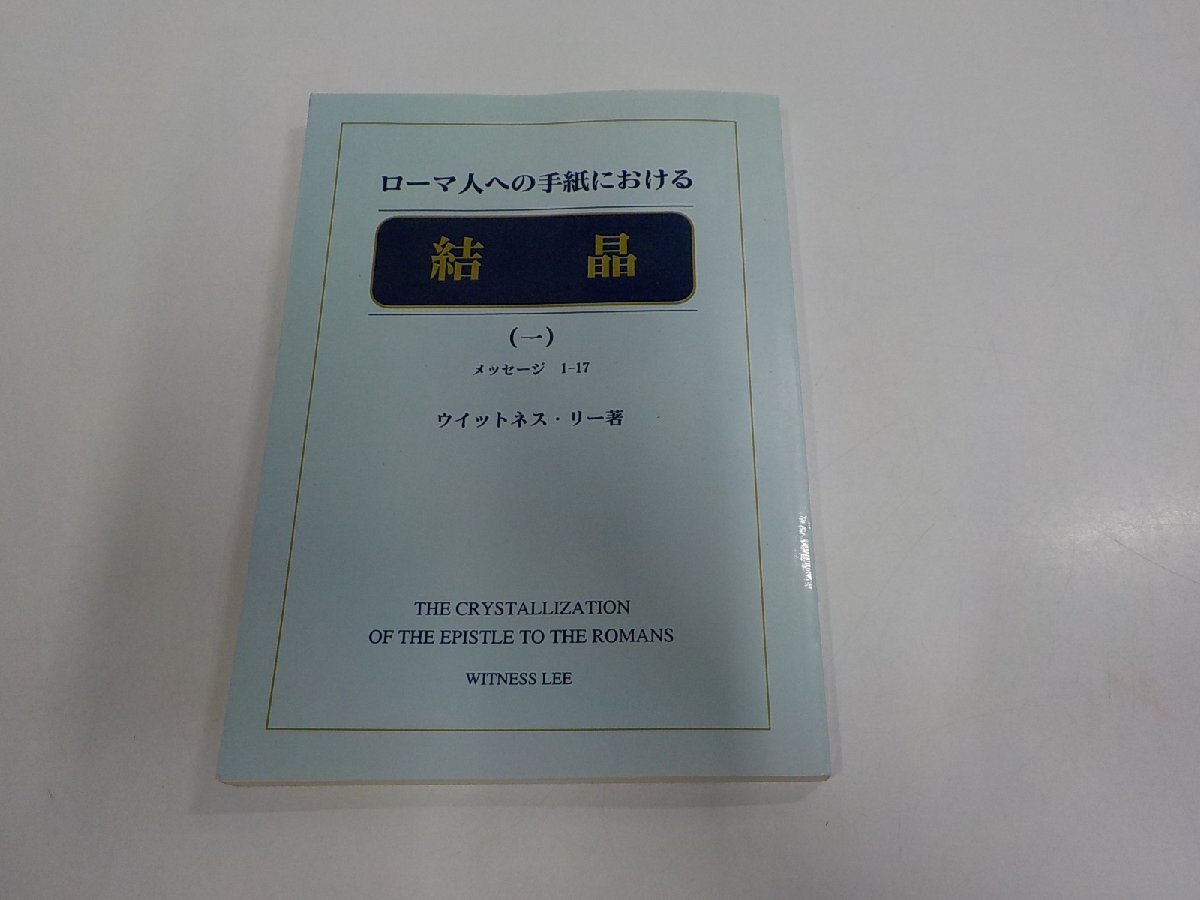 ローマ人への手紙における
結 晶
(一)
メッセージ 1-17
ウイットネス・リー著
THE CRYSTALLIZATION
OF THE EPISTLE TO THE ROMANS
WITNESS LEE